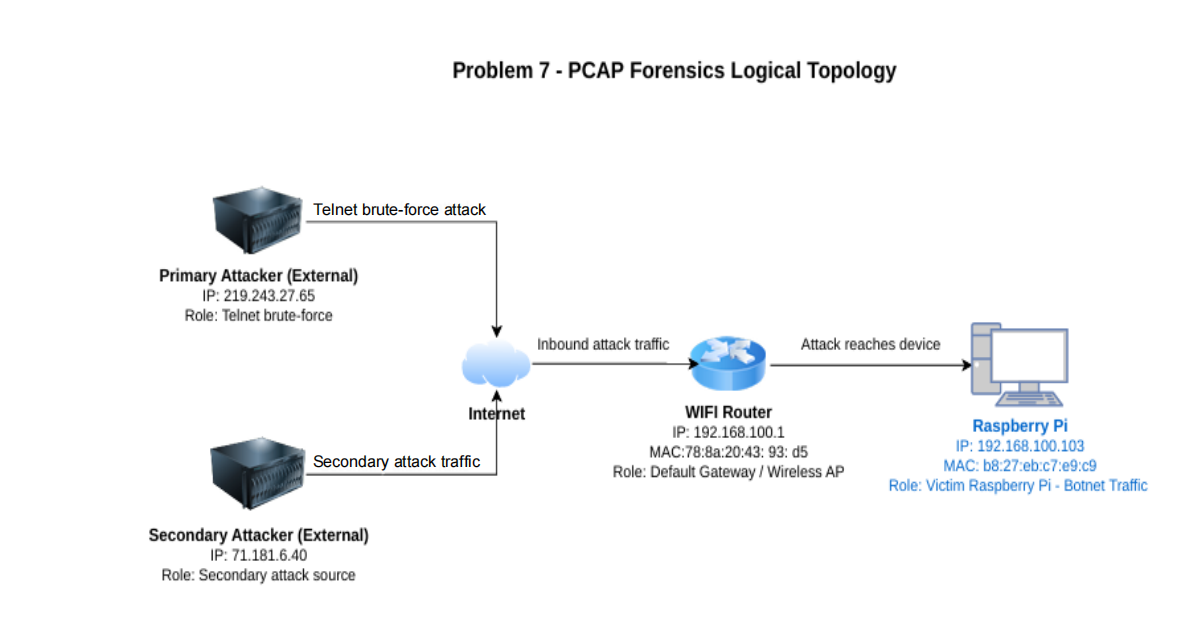 Problem 7 - PCAP Forensics Logical Topology
Telnet brute-force attack
Primary Attacker (External)
IP: 219.243.27.65
Role: Telnet brute-force
Inbound attack traffic
Attack reaches device
Internet
WIFI Router
IP: 192.168.100.1
MAC:78:8a:20:43: 93: d5
Role: Default Gateway / Wireless AP
Raspberry Pi
IP: 192.168.100.103
MAC: b8:27:eb:c7:e9:c9
Role: Victim Raspberry Pi - Botnet Traffic
Secondary attack traffic
Secondary Attacker (External)
IP: 71.181.6.40
Role: Secondary attack source